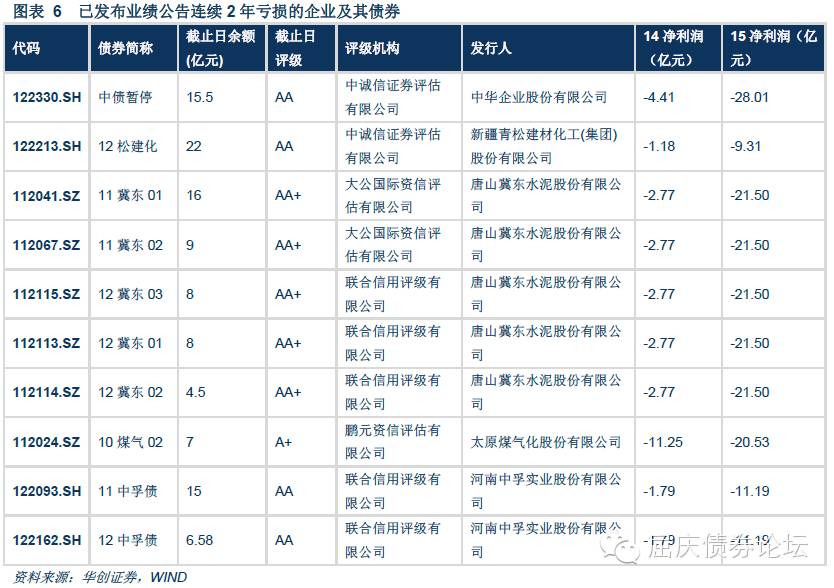 图表 6 已发布业绩公告连续 2 年亏损的企业及其债券
代码 债券简称 截止日余额(亿元) 截止日评级 评级机构 发行人 14 净利润（亿元） 15 净利润（亿元）
122330.SH 中债暂停 15.5 AA 中诚信证券评估有限公司 中华企业股份有限公司 -4.41 -28.01
122213.SH 12 松建化 22 AA 中诚信证券评估有限公司 新疆青松建材化工(集团)股份有限公司 -1.18 -9.31
112041.SZ 11 冀东 01 16 AA+ 大公国际资信评估有限公司 唐山冀东水泥股份有限公司 -2.77 -21.50
112067.SZ 11 冀东 02 9 AA+ 大公国际资信评估有限公司 唐山冀东水泥股份有限公司 -2.77 -21.50
112115.SZ 12 冀东 03 8 AA+ 联合信用评级有限公司 唐山冀东水泥股份有限公司 -2.77 -21.50
112113.SZ 12 冀东 01 8 AA+ 联合信用评级有限公司 唐山冀东水泥股份有限公司 -2.77 -21.50
112114.SZ 12 冀东 02 4.5 AA+ 联合信用评级有限公司 唐山冀东水泥股份有限公司 -2.77 -21.50
112024.SZ 10 煤气 02 7 A+ 鹏元资信评估有限公司 太原煤气化股份有限公司 -11.25 -20.53
122093.SH 11 中孚债 15 AA 联合信用评级有限公司 河南中孚实业股份有限公司 -1.79 -11.19
122162.SH 12 中孚债 6.58 AA 联合信用评级有限公司 河南中孚实业股份有限公司 -1.79 -11.19
屈庆债券论坛
资料来源：华创证券，WIND